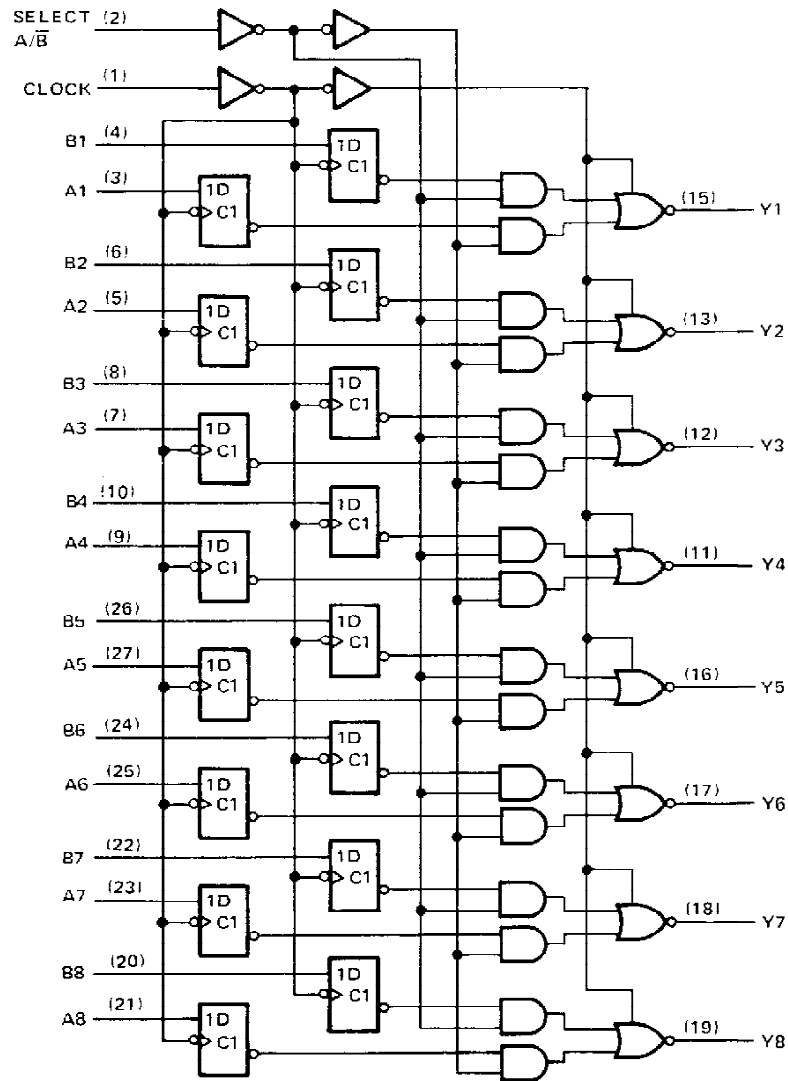 SELECT (2)
A/B̅
CLOCK (1)
B1 (4) 1D
C1
A1 (3) 1D
C1
(15) Y1
B2 (6) 1D
C1
A2 (5) 1D
C1
(13) Y2
B3 (8) 1D
C1
A3 (7) 1D
C1
(12) Y3
B4 (10) 1D
C1
A4 (9) 1D
C1
(11) Y4
B5 (26) 1D
C1
A5 (27) 1D
C1
(16) Y5
B6 (24) 1D
C1
A6 (25) 1D
C1
(17) Y6
B7 (22) 1D
C1
A7 (23) 1D
C1
(18) Y7
B8 (20) 1D
C1
A8 (21) 1D
C1
(19) Y8